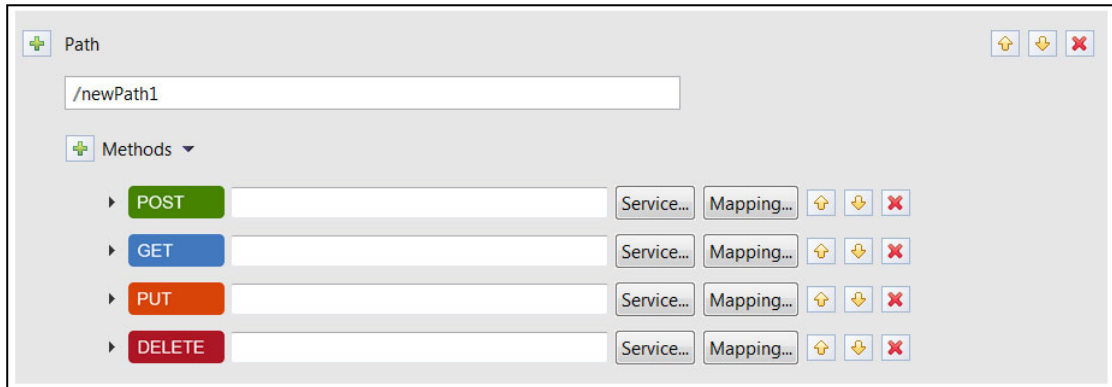 Path
/newPath1
Methods
POST Service... Mapping...
GET Service... Mapping...
PUT Service... Mapping...
DELETE Service... Mapping...